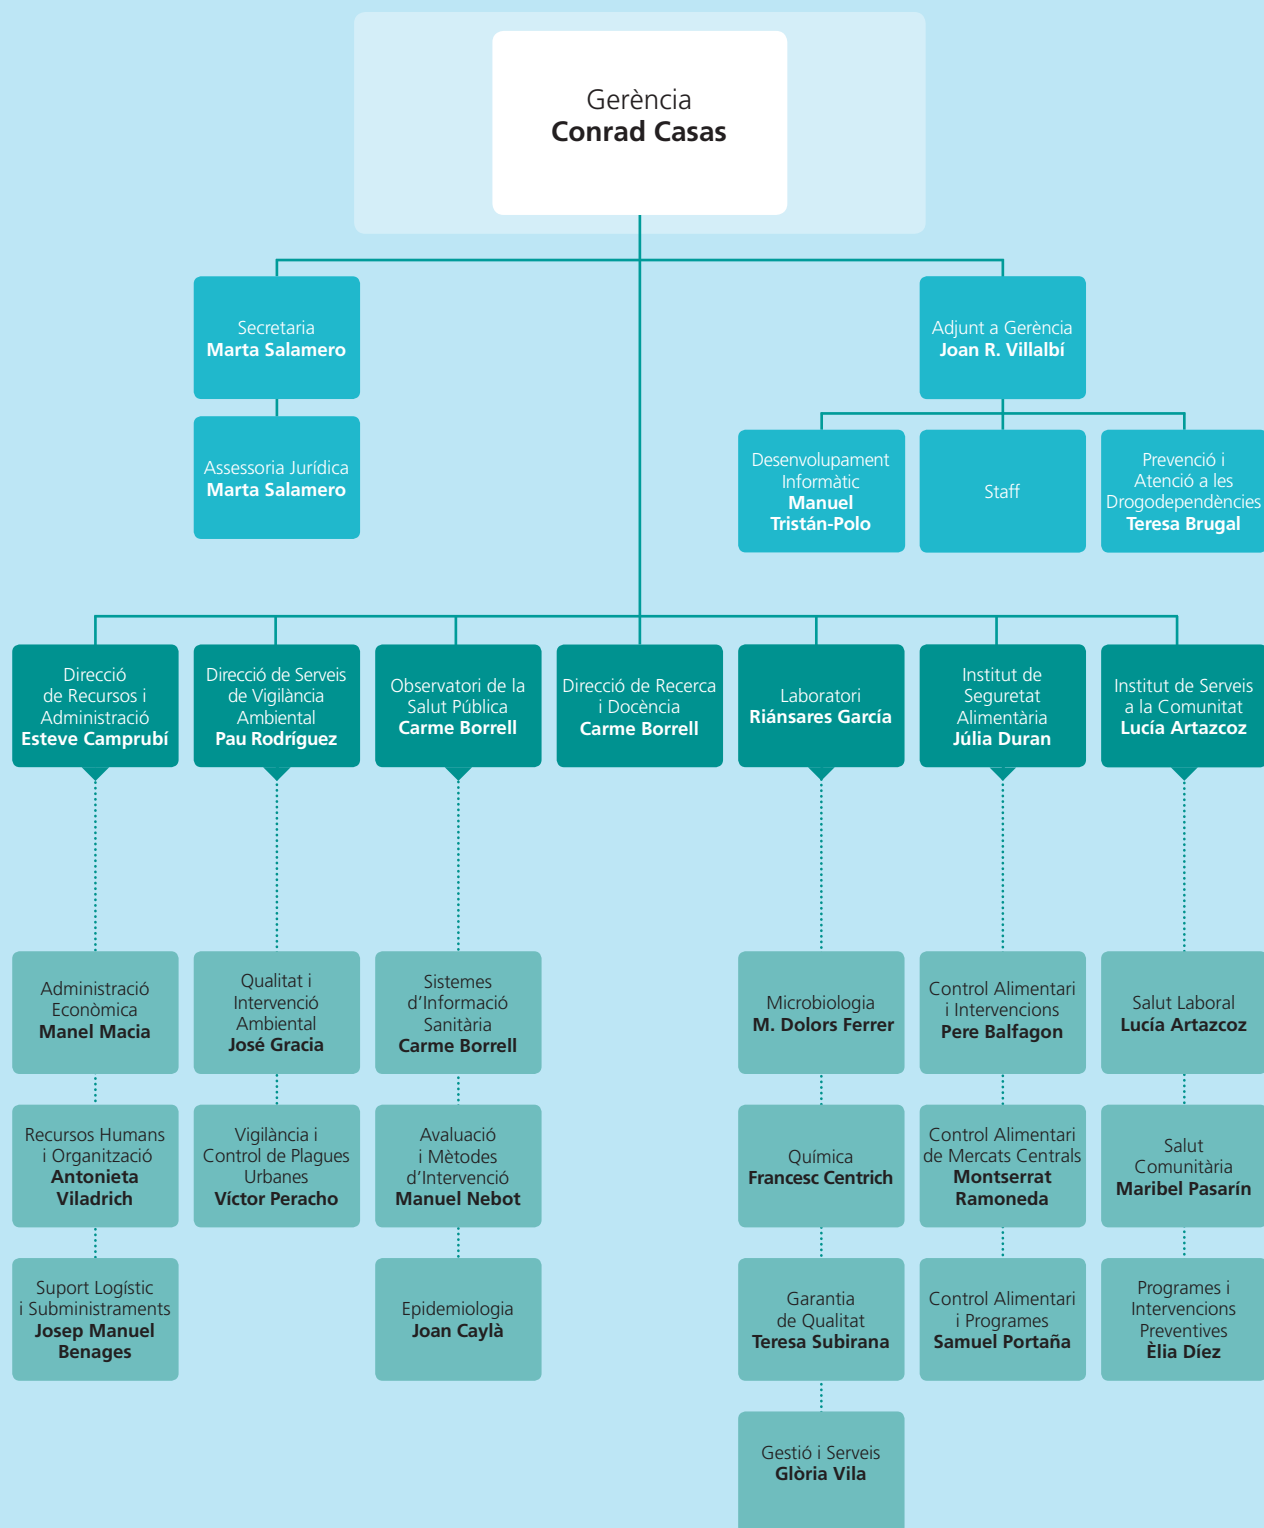 Gerència
Conrad Casas
Secretaria
Marta Salamero
Adjunt a Gerència
Joan R. Villalbí
Assessoria Jurídica
Marta Salamero
Desenvolupament
Informàtic
Manuel
Tristán-Polo
Staff
Prevenció i
Atenció a les
Drogodependències
Teresa Brugal
Direcció
de Recursos i
Administració
Esteve Camprubí
Direcció de Serveis
de Vigilància
Ambiental
Pau Rodríguez
Observatori de la
Salut Pública
Carme Borrell
Direcció de Recerca
i Docència
Carme Borrell
Laboratori
Riánsares García
Institut de
Seguretat
Alimentària
Júlia Duran
Institut de Serveis
a la Comunitat
Lucía Artazcoz
Administració
Econòmica
Manel Macia
Qualitat i
Intervenció
Ambiental
José Gracia
Sistemes
d’Informació
Sanitària
Carme Borrell
Microbiologia
M. Dolors Ferrer
Control Alimentari
i Intervencions
Pere Balfagon
Salut Laboral
Lucía Artazcoz
Recursos Humans
i Organització
Antonieta
Viladrich
Vigilància i
Control de Plagues
Urbanes
Víctor Peracho
Avaluació
i Mètodes
d’Intervenció
Manuel Nebot
Química
Francesc Centrich
Control Alimentari
de Mercats Centrals
Montserrat
Ramoneda
Salut
Comunitària
Maribel Pasarín
Suport Logístic
i Subministraments
Josep Manuel
Benages
Epidemiologia
Joan Caylà
Garantia
de Qualitat
Teresa Subirana
Control Alimentari
i Programes
Samuel Portaña
Programes i
Intervencions
Preventives
Èlia Díez
Gestió i Serveis
Glòria Vila